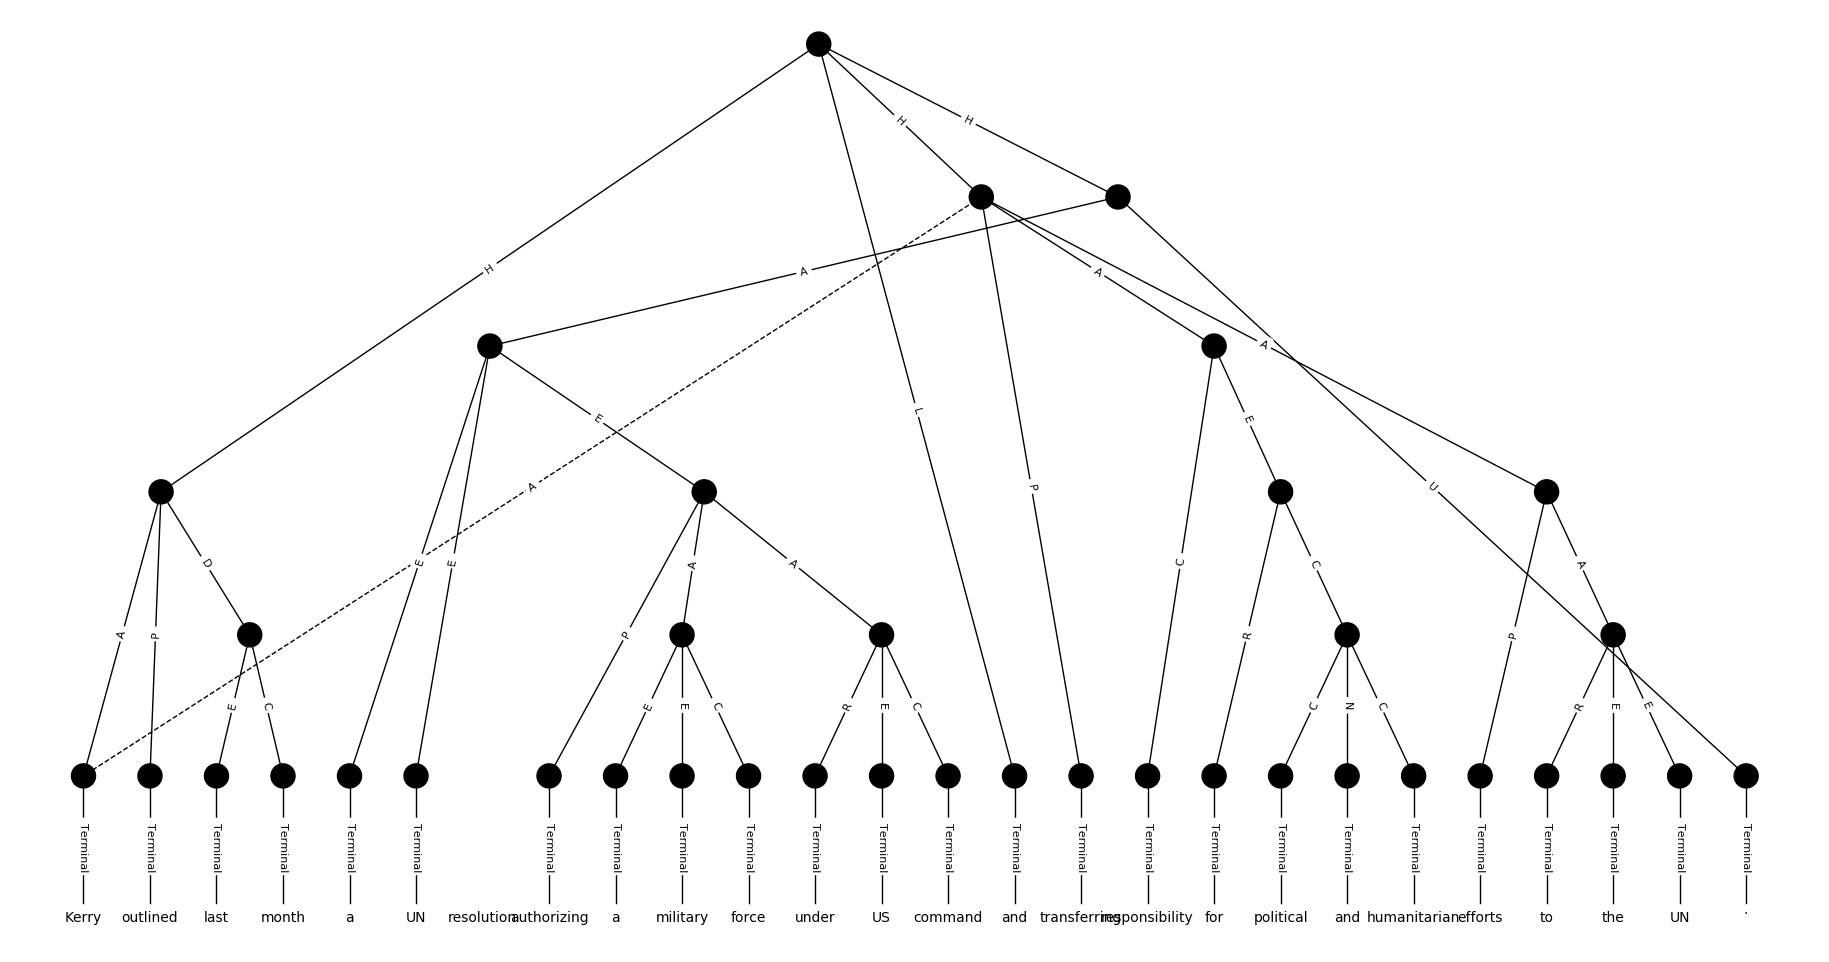 H
H
H
A
A
A
L
E
A
E
P
U
E
E
C
D
A
A
C
A
A
P
P
R
P
E
C
E
E
C
R
E
C
C
N
C
R
E
E
Terminal Terminal Terminal Terminal Terminal Terminal Terminal Terminal Terminal Terminal Terminal Terminal Terminal Terminal Terminal Terminal Terminal Terminal Terminal Terminal Terminal Terminal Terminal Terminal Terminal
Kerry outlined last month a UN resolution authorizing a military force under US command and transferring responsibility for political and humanitarian efforts to the UN .